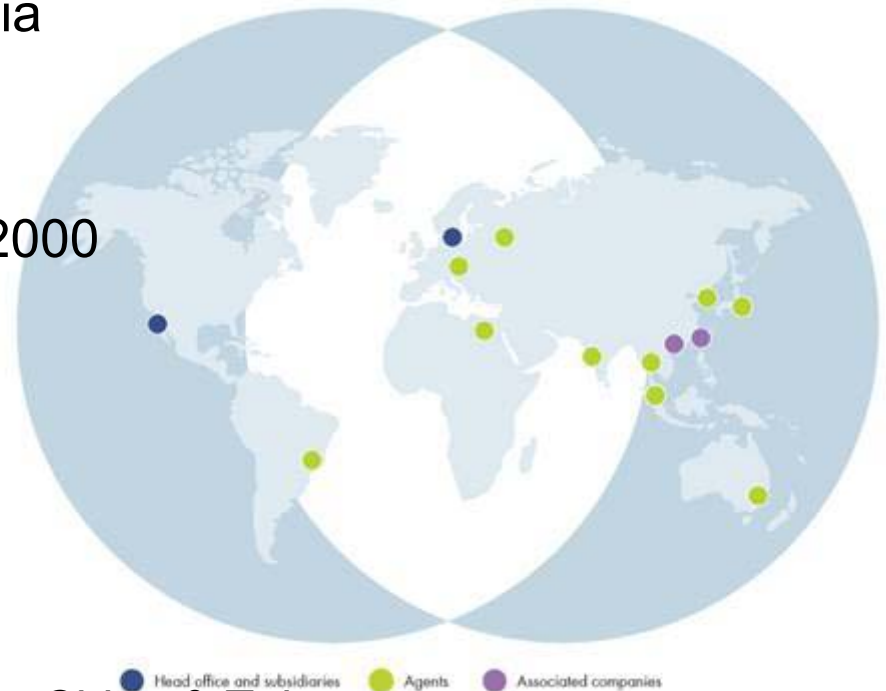 ia
2000
Head office and subsidiaries
Agents
Associated companies